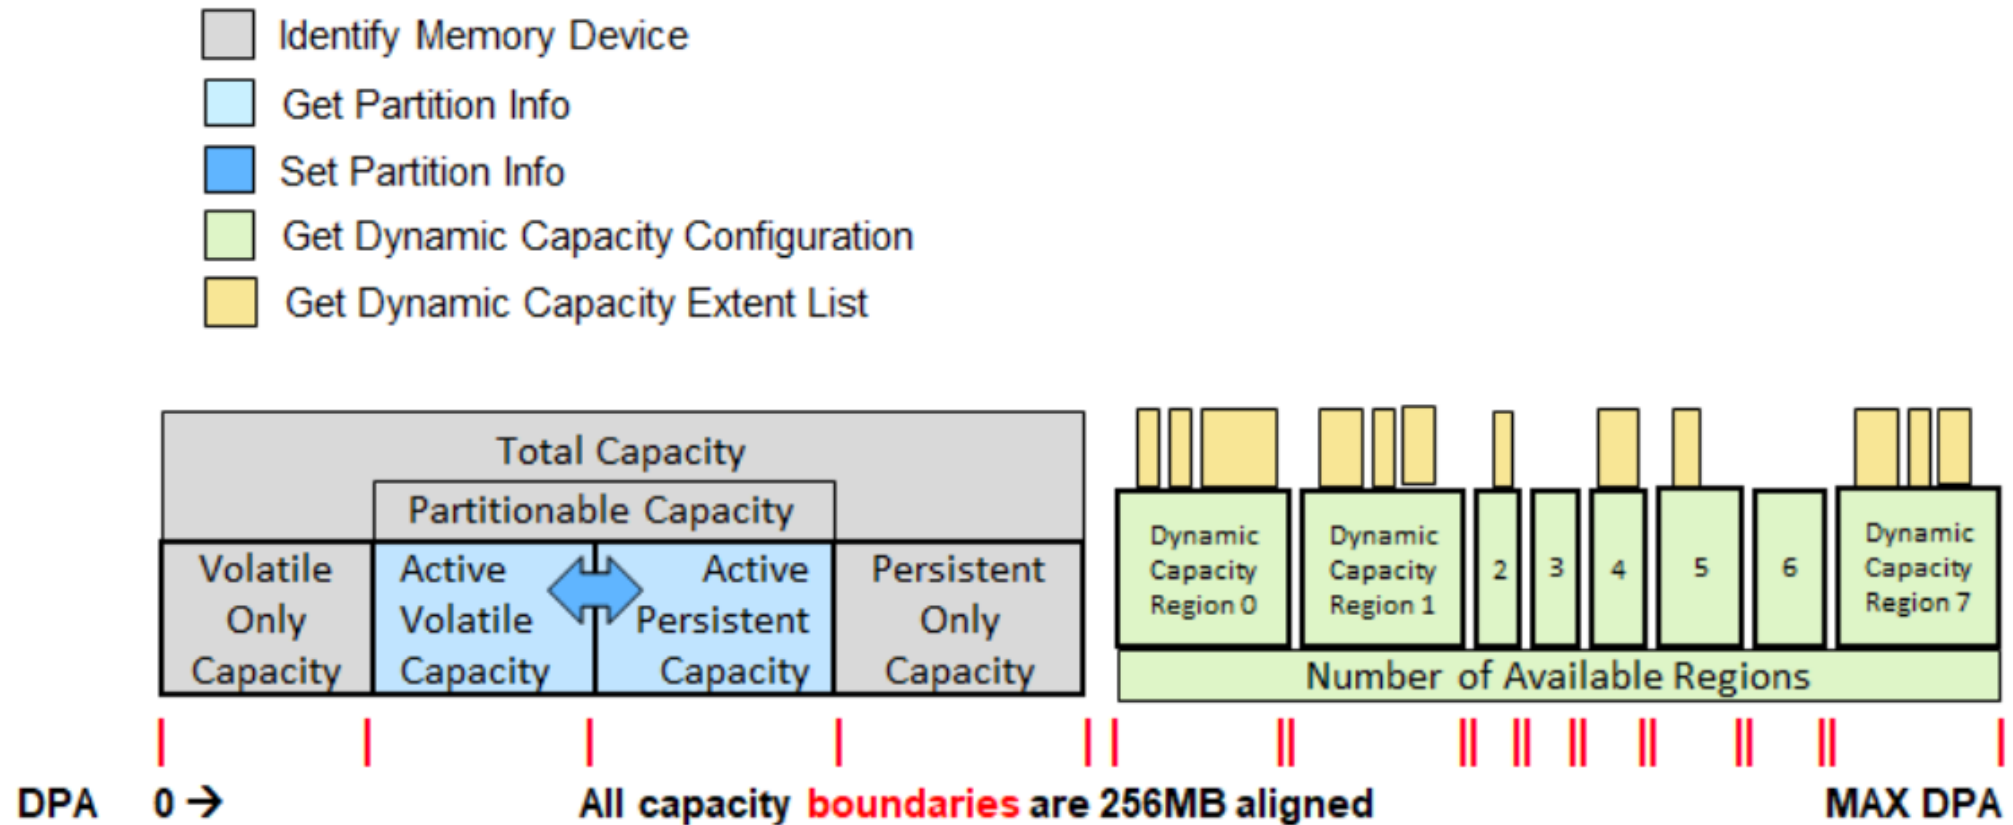 Identify Memory Device
Get Partition Info
Set Partition Info
Get Dynamic Capacity Configuration
Get Dynamic Capacity Extent List
Total Capacity
Partitionable Capacity
Volatile
Only
Capacity
Active
Volatile
Capacity
Active
Persistent
Capacity
Persistent
Only
Capacity
Dynamic
Capacity
Region 0
Dynamic
Capacity
Region 1
2
3
4
5
6
Dynamic
Capacity
Region 7
Number of Available Regions
DPA 0 → All capacity boundaries are 256MB aligned MAX DPA